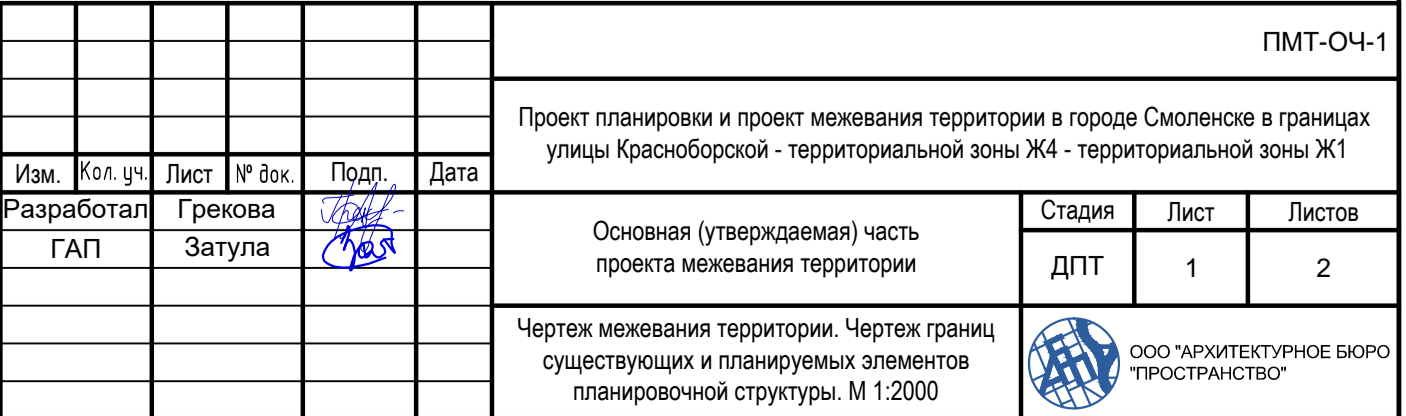 ПМТ-ОЧ-1
Проект планировки и проект межевания территории в городе Смоленске в границах
улицы Красноборской - территориальной зоны Ж4 - территориальной зоны Ж1
Изм. Кол. уч. Лист № док. Подп. Дата
Разработал Грекова
ГАП Затула
Основная (утверждаемая) часть
проекта межевания территории
Стадия Лист Листов
ДПТ 1 2
Чертеж межевания территории. Чертеж границ
существующих и планируемых элементов
планировочной структуры. М 1:2000
ООО "АРХИТЕКТУРНОЕ БЮРО
"ПРОСТРАНСТВО"